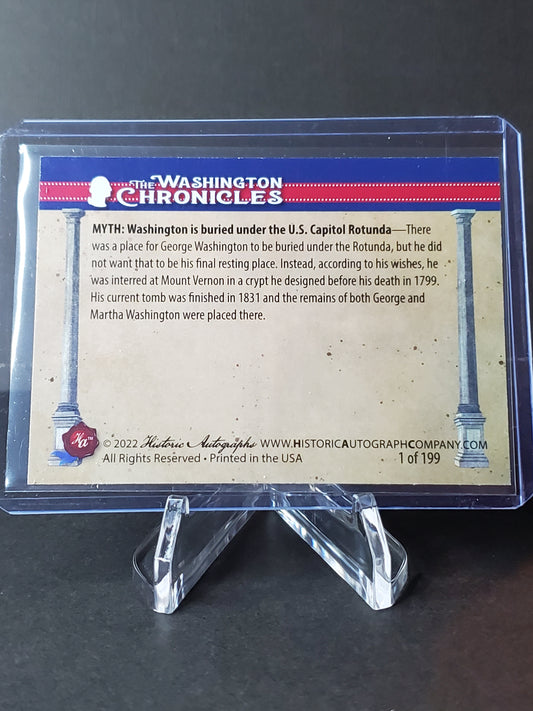 THE WASHINGTON
CHRONICLES
MYTH: Washington is buried under the U.S. Capitol Rotunda—There
was a place for George Washington to be buried under the Rotunda, but he did
not want that to be his final resting place. Instead, according to his wishes, he
was interred at Mount Vernon in a crypt he designed before his death in 1799.
His current tomb was finished in 1831 and the remains of both George and
Martha Washington were placed there.
Ha™
© 2022 Historic Autographs WWW.HISTORICAUTOGRAPHCOMPANY.COM
All Rights Reserved • Printed in the USA 1 of 199